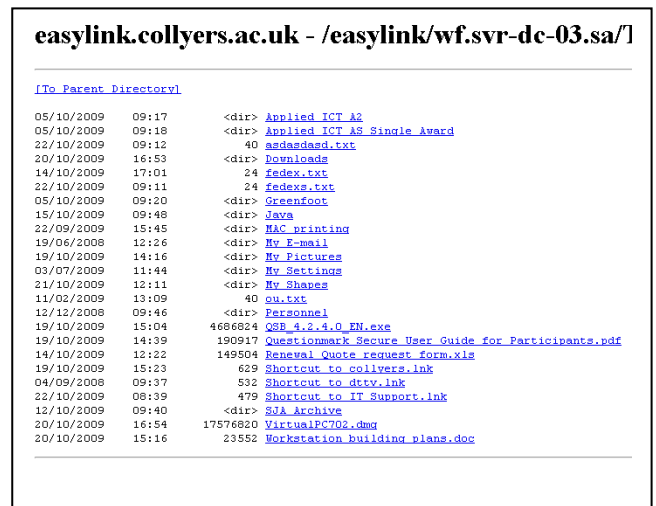 easylink.collyers.ac.uk - /easylink/wf.svr-dc-03.sa/
[To Parent Directory]
05/10/2009 09:17 <dir> Applied ICT A2
05/10/2009 09:18 <dir> Applied ICT AS Single Award
22/10/2009 09:12 40 asdasdasd.txt
20/10/2009 16:53 <dir> Downloads
14/10/2009 17:01 24 fedex.txt
22/10/2009 09:11 24 fedexs.txt
05/10/2009 09:20 <dir> Greenfoot
15/10/2009 09:48 <dir> Java
22/09/2009 15:45 <dir> MAC printing
19/06/2008 12:26 <dir> My E-mail
19/10/2009 14:16 <dir> My Pictures
03/07/2009 11:44 <dir> My Settings
21/10/2009 12:11 <dir> My Shapes
11/02/2009 13:09 40 ou.txt
12/12/2008 09:46 <dir> Personnel
19/10/2009 15:04 4686824 QSB_4.2.4.0_EN.exe
19/10/2009 14:39 190917 Questionmark Secure User Guide for Participants.pdf
14/10/2009 12:22 149504 Renewal Quote request form.xls
19/10/2009 15:23 629 Shortcut to collyers.lnk
04/09/2008 09:37 532 Shortcut to dttv.lnk
22/10/2009 08:39 479 Shortcut to IT Support.lnk
12/10/2009 09:40 <dir> SJA Archive
20/10/2009 16:54 17576820 VirtualPC702.dmg
20/10/2009 15:16 23552 Workstation building plans.doc